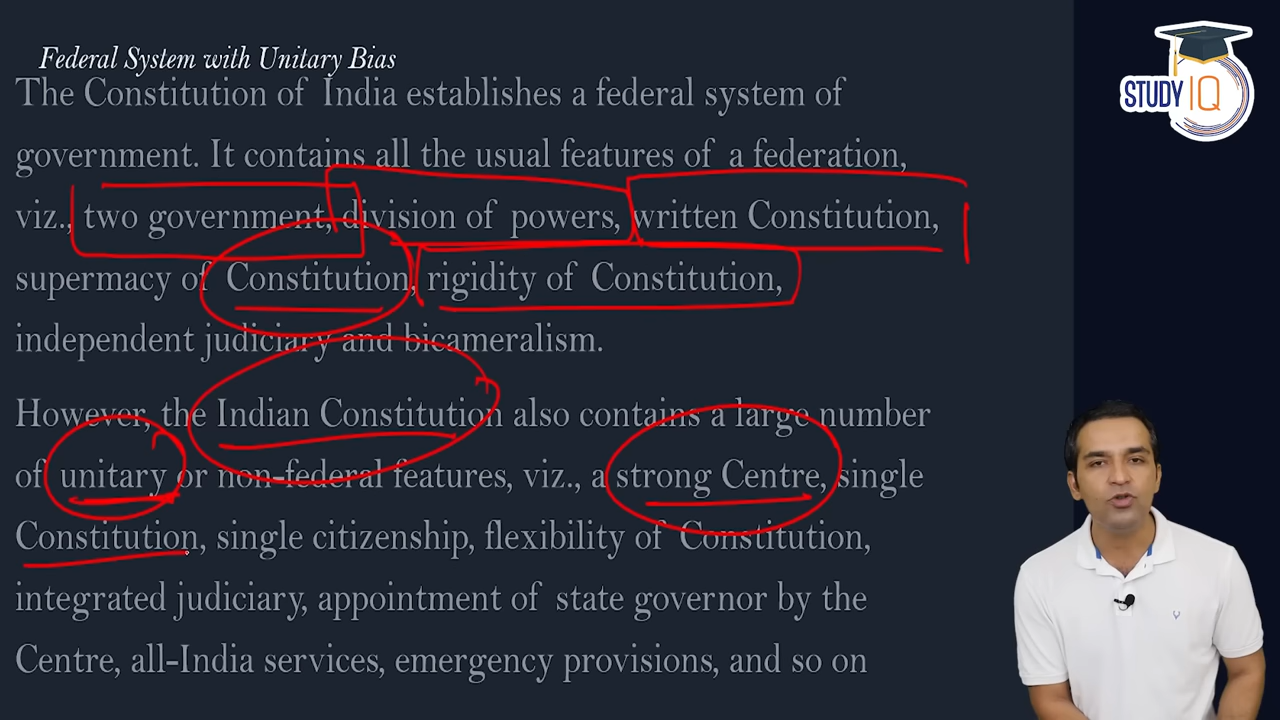 Federal System with Unitary Bias
The Constitution of India establishes a federal system of
government. It contains all the usual features of a federation,
viz., two government, division of powers, written Constitution,
supermacy of Constitution, rigidity of Constitution,
independent judiciary and bicameralism.
However, the Indian Constitution also contains a large number
of unitary or non-federal features, viz., a strong Centre, single
Constitution, single citizenship, flexibility of Constitution,
integrated judiciary, appointment of state governor by the
Centre, all-India services, emergency provisions, and so on
STUDY IQ